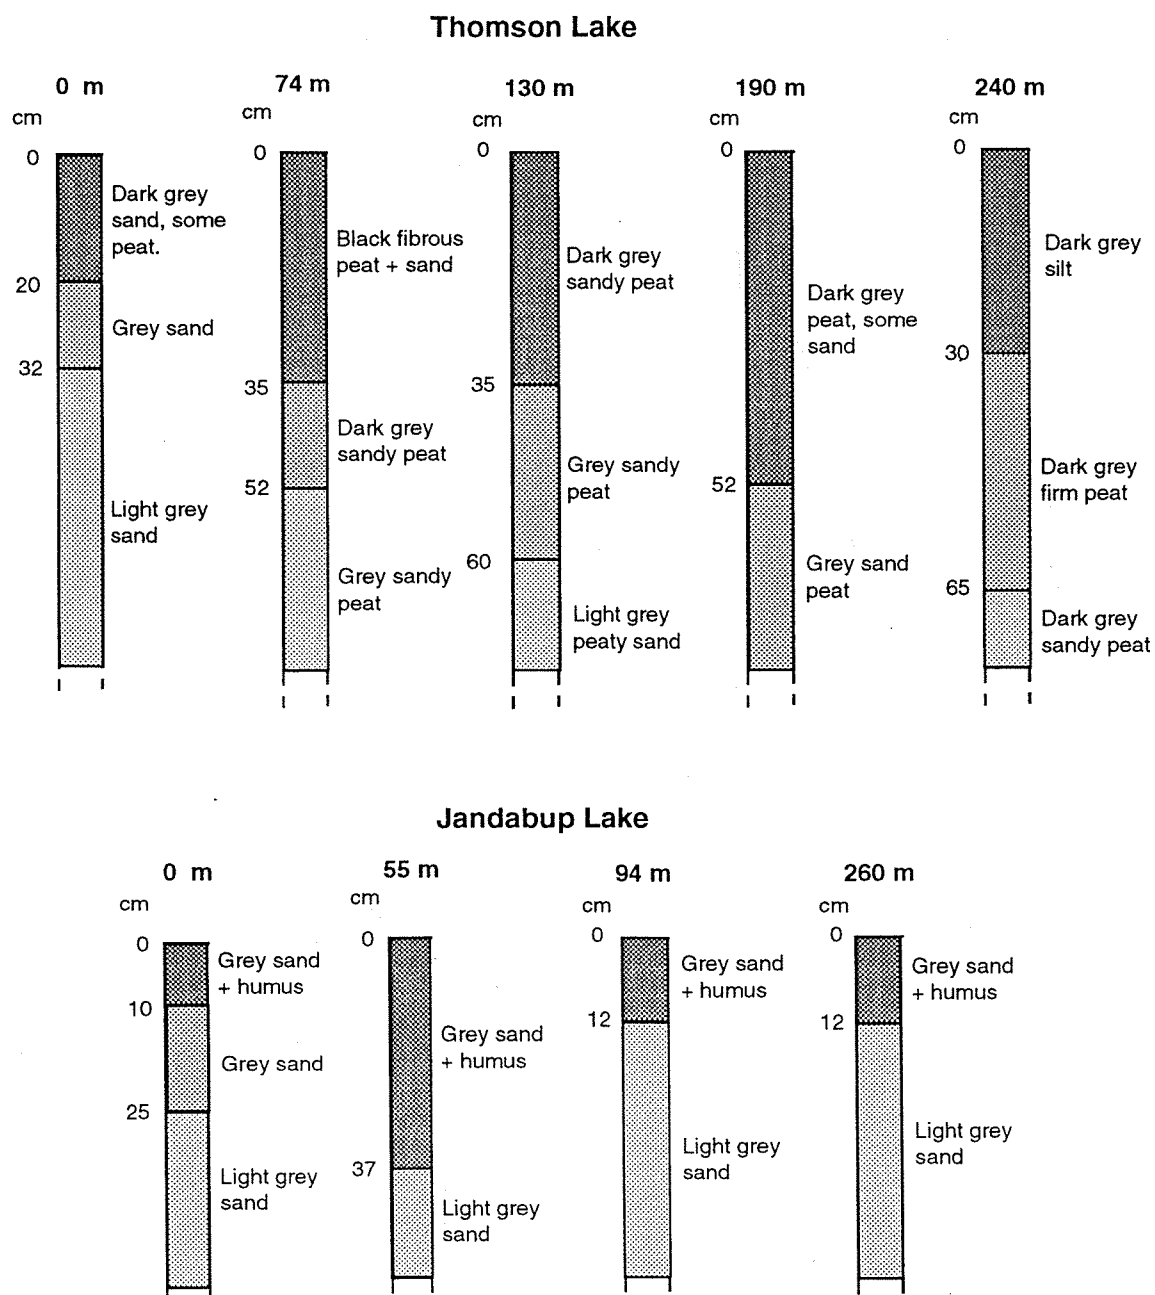 Thomson Lake
0 m
cm
0
Dark grey
sand, some
peat.
20
Grey sand
32
Light grey
sand
74 m
cm
0
Black fibrous
peat + sand
35
Dark grey
sandy peat
52
Grey sandy
peat
130 m
cm
0
Dark grey
sandy peat
35
Grey sandy
peat
60
Light grey
peaty sand
190 m
cm
0
Dark grey
peat, some
sand
52
Grey sand
peat
240 m
cm
0
Dark grey
silt
30
Dark grey
firm peat
65
Dark grey
sandy peat
Jandabup Lake
0 m
cm
0
Grey sand
+ humus
10
Grey sand
25
Light grey
sand
55 m
cm
0
Grey sand
+ humus
37
Light grey
sand
94 m
cm
0
Grey sand
+ humus
12
Light grey
sand
260 m
cm
0
Grey sand
+ humus
12
Light grey
sand